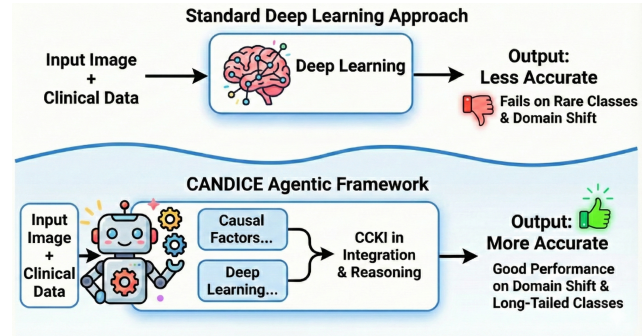 Standard Deep Learning Approach
Input Image
+
Clinical Data
Deep Learning
Output:
Less Accurate
Fails on Rare Classes
& Domain Shift
CANDICE Agentic Framework
Input
Image
+
Clinical
Data
Causal
Factors...
Deep
Learning...
CCKI in
Integration
& Reasoning
Output:
More Accurate
Good Performance
on Domain Shift &
Long-Tailed Classes